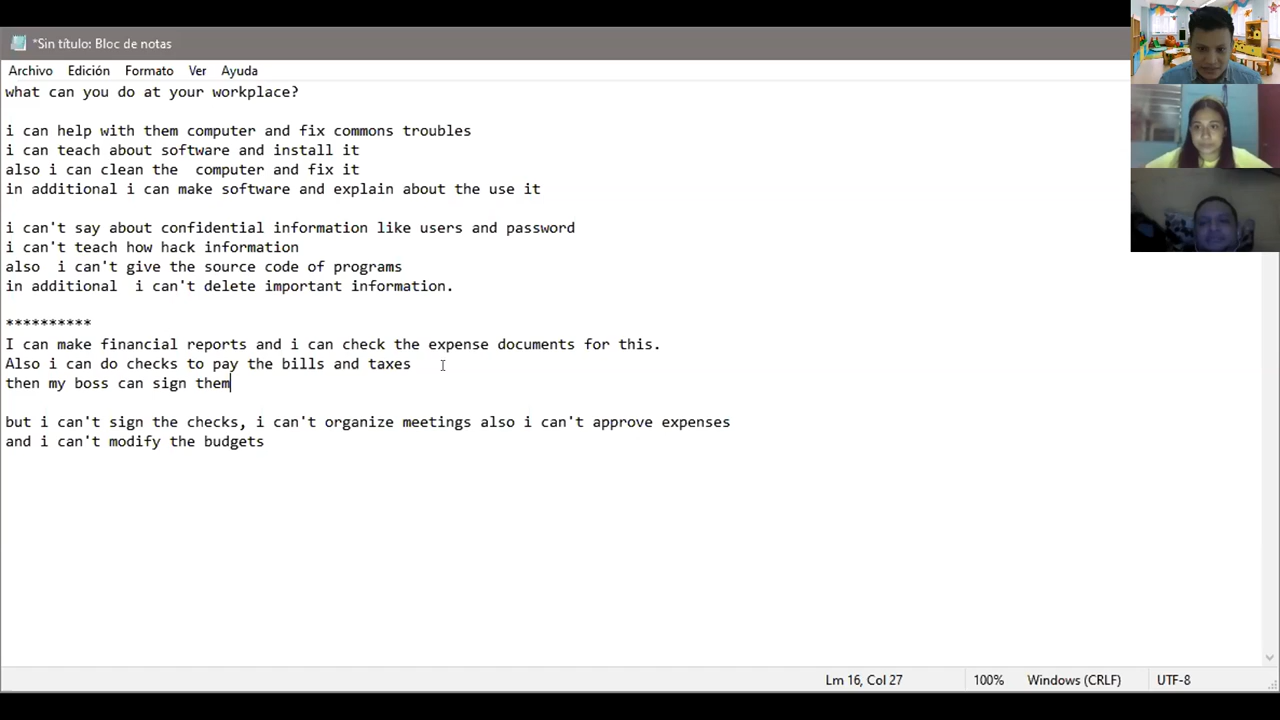 *Sin título: Bloc de notas
Archivo Edición Formato Ver Ayuda
what can you do at your workplace?
i can help with them computer and fix commons troubles
i can teach about software and install it
also i can clean the  computer and fix it
in additional i can make software and explain about the use it
i can't say about confidential information like users and password
i can't teach how hack information
also  i can't give the source code of programs
in additional  i can't delete important information.
**********
I can make financial reports and i can check the expense documents for this.
Also i can do checks to pay the bills and taxes
then my boss can sign them
but i can't sign the checks, i can't organize meetings also i can't approve expenses
and i can't modify the budgets
Lm 16, Col 27 100% Windows (CRLF) UTF-8